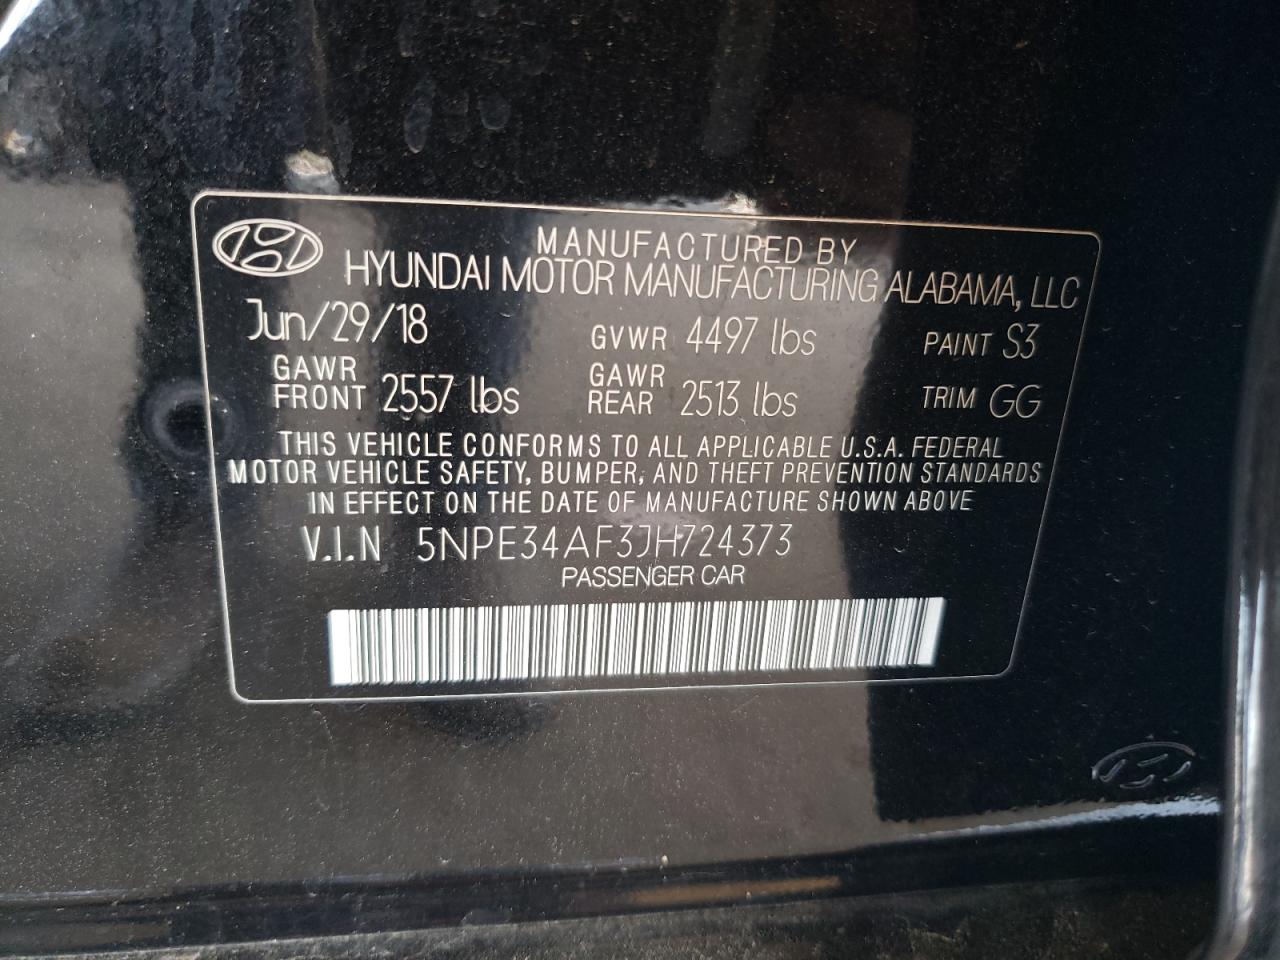 MANUFACTURED BY
HYUNDAI MOTOR MANUFACTURING ALABAMA, LLC
Jun/29/18 GVWR 4497 lbs PAINT S3
GAWR FRONT 2557 lbs GAWR REAR 2513 lbs TRIM GG
THIS VEHICLE CONFORMS TO ALL APPLICABLE U.S.A. FEDERAL
MOTOR VEHICLE SAFETY, BUMPER, AND THEFT PREVENTION STANDARDS
IN EFFECT ON THE DATE OF MANUFACTURE SHOWN ABOVE
V.I.N 5NPE34AF3JH724373
PASSENGER CAR